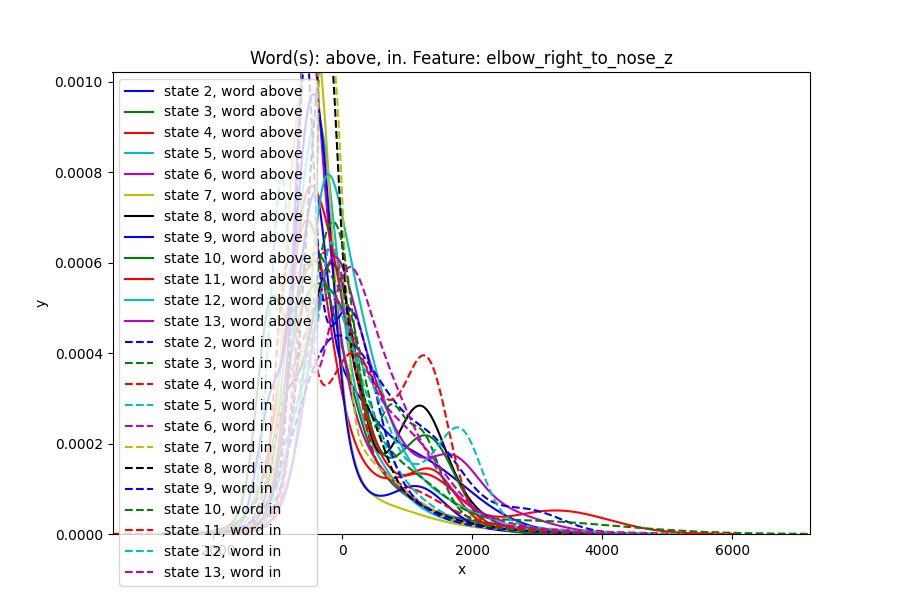 Word(s): above, in. Feature: elbow_right_to_nose_z
0.0010
0.0008
0.0006
0.0004
0.0002
0.0000
y
state 2, word above
state 3, word above
state 4, word above
state 5, word above
state 6, word above
state 7, word above
state 8, word above
state 9, word above
state 10, word above
state 11, word above
state 12, word above
state 13, word above
state 2, word in
state 3, word in
state 4, word in
state 5, word in
state 6, word in
state 7, word in
state 8, word in
state 9, word in
state 10, word in
state 11, word in
state 12, word in
state 13, word in
0 2000 4000 6000
x